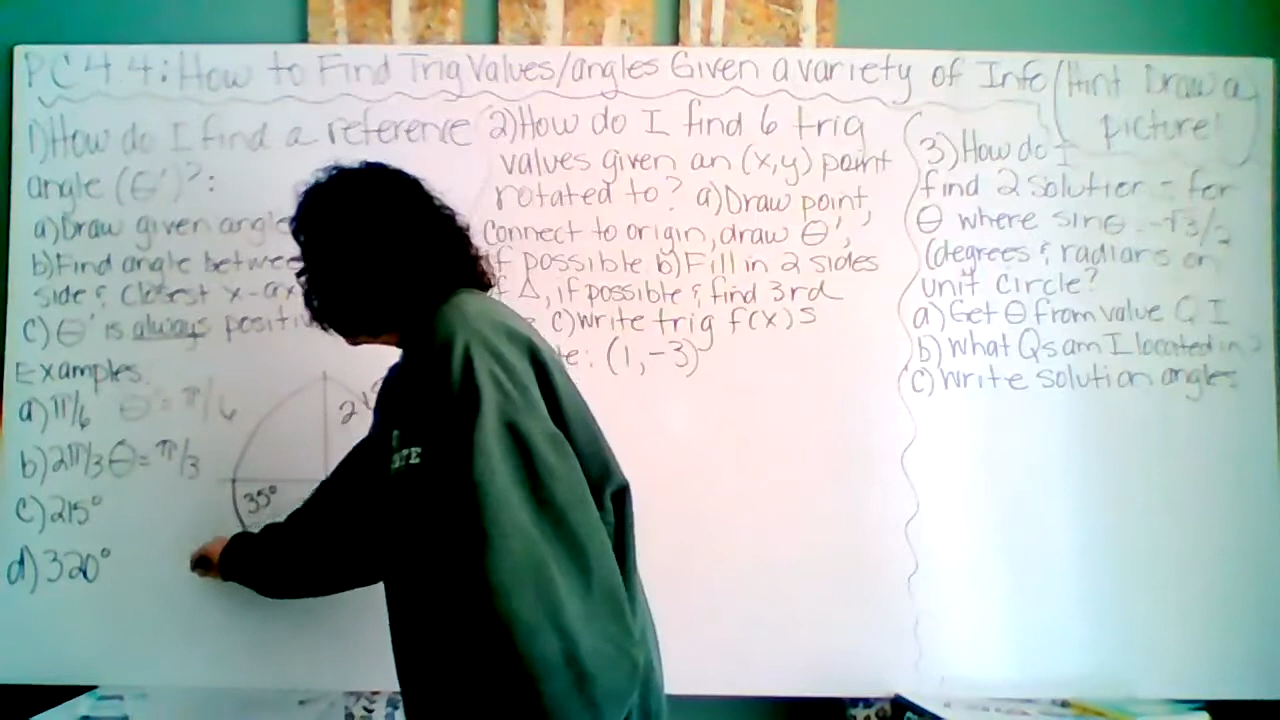 PC 4.4: How to Find Trig Values/angles Given a variety of Info (Hint Draw a picture!)
1) How do I find a reference
angle (θ')?:
a) Draw given angle
b) Find angle
side & closest x-ax
c) θ' is always
Examples
a) π/6 θ' = π/6
b) 2π/3 θ = π/3
c) 215°
d) 320°
35°
2) How do I find 6 trig
values given an (x,y) point
rotated to? a) Draw point,
connect to origin, draw θ',
if possible. b) Fill in 2 sides
Δ, if possible & find 3rd
c) write trig f(x)s
(1, -3)
3) How do I
find 2 solutions for
θ where sinθ = -√3/2
(degrees & radians on
unit circle?
a) Get θ from value Q I
b) What Qs am I located in?
c) Write solution angles